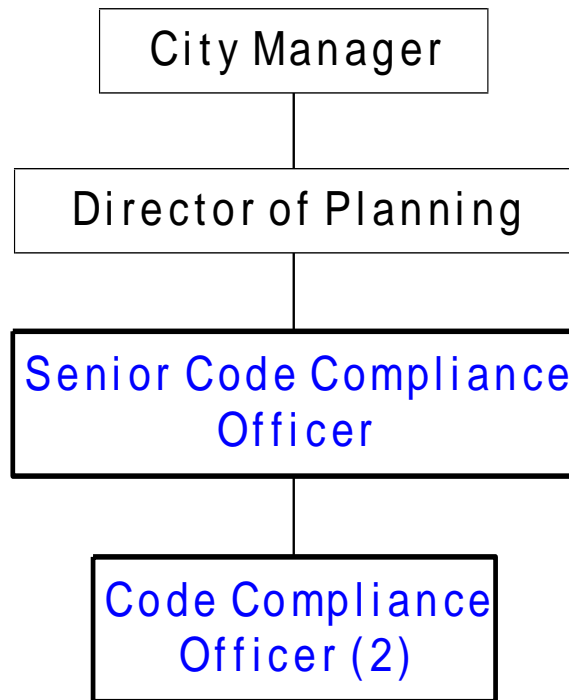 City Manager
Director of Planning
Senior Code Compliance
Officer
Code Compliance
Officer (2)